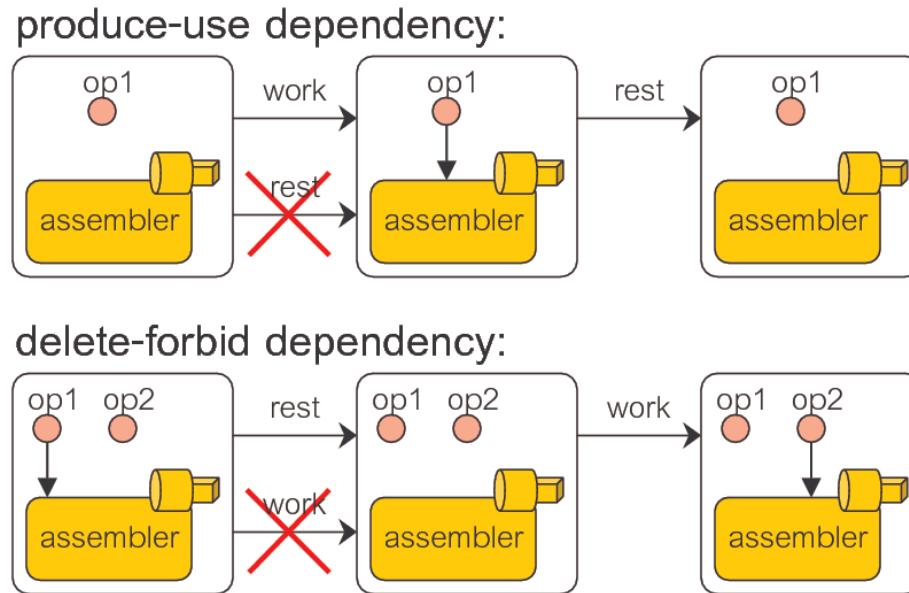 produce-use dependency:
op1 work op1 rest op1
rest
assembler assembler assembler
delete-forbid dependency:
op1 op2 rest op1 op2 work op1 op2
work
assembler assembler assembler